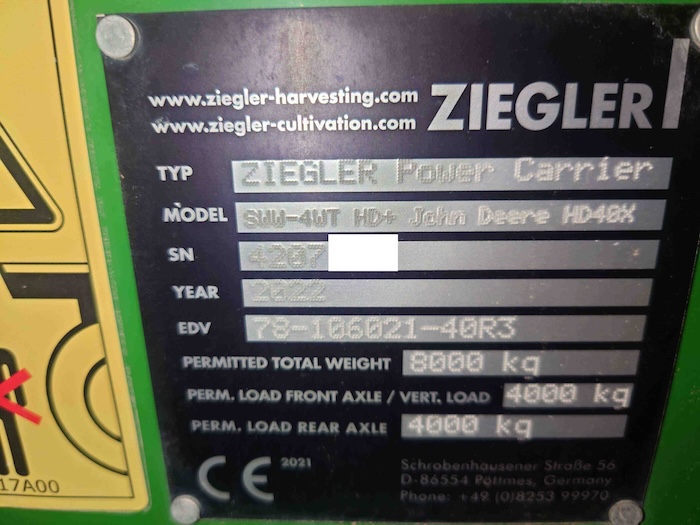 www.ziegler-harvesting.com
www.ziegler-cultivation.com
ZIEGLER
TYP ZIEGLER Power Carrier
MODEL SWW-4WT HD+ John Deere HD40X
SN 4207
YEAR 2022
EDV 78-106021-40R3
PERMITTED TOTAL WEIGHT 8000 kg
PERM. LOAD FRONT AXLE / VERT. LOAD 4000 kg
PERM. LOAD REAR AXLE 4000 kg
CE 2021
Schrobenhausener Straße 56
D-86554 Pöttmes, Germany
Phone: +49 (0)8253 99970
17A00